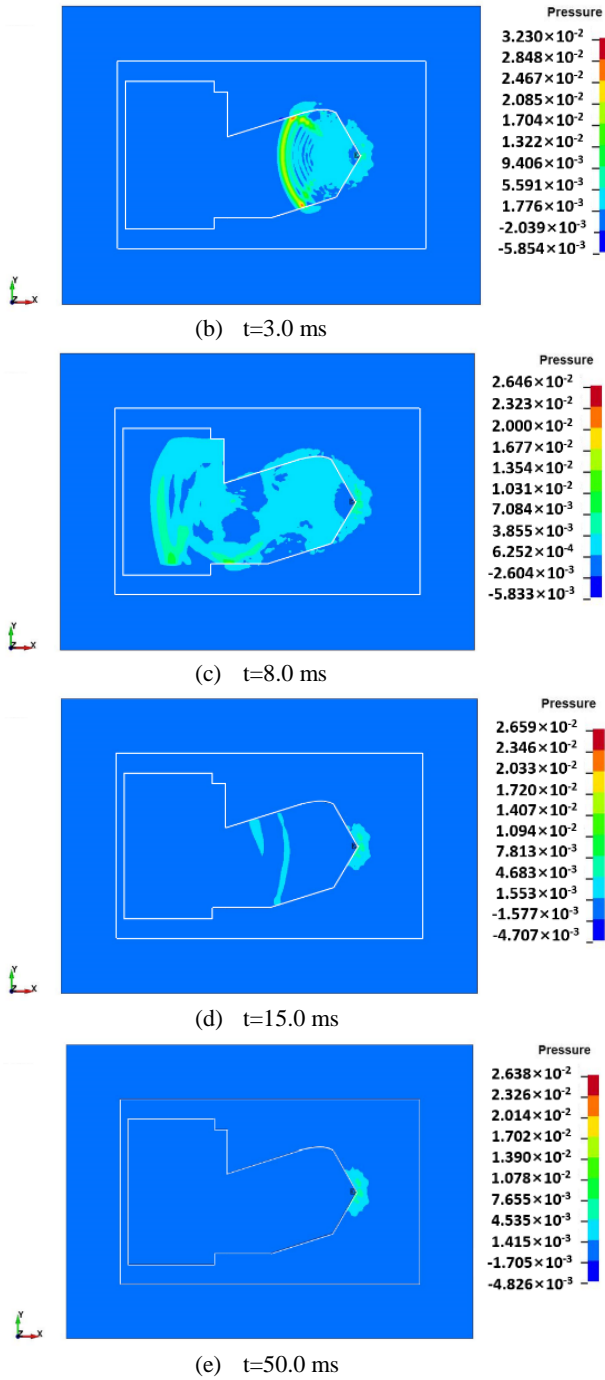 Pressure
3.230×10⁻²
2.848×10⁻²
2.467×10⁻²
2.085×10⁻²
1.704×10⁻²
1.322×10⁻²
9.406×10⁻³
5.591×10⁻³
1.776×10⁻³
-2.039×10⁻³
-5.854×10⁻³
Y
Z X
(b) t=3.0 ms
Pressure
2.646×10⁻²
2.323×10⁻²
2.000×10⁻²
1.677×10⁻²
1.354×10⁻²
1.031×10⁻²
7.084×10⁻³
3.855×10⁻³
6.252×10⁻⁴
-2.604×10⁻³
-5.833×10⁻³
Y
Z X
(c) t=8.0 ms
Pressure
2.659×10⁻²
2.346×10⁻²
2.033×10⁻²
1.720×10⁻²
1.407×10⁻²
1.094×10⁻²
7.813×10⁻³
4.683×10⁻³
1.553×10⁻³
-1.577×10⁻³
-4.707×10⁻³
Y
Z X
(d) t=15.0 ms
Pressure
2.638×10⁻²
2.326×10⁻²
2.014×10⁻²
1.702×10⁻²
1.390×10⁻²
1.078×10⁻²
7.655×10⁻³
4.535×10⁻³
1.415×10⁻³
-1.705×10⁻³
-4.826×10⁻³
Y
Z X
(e) t=50.0 ms